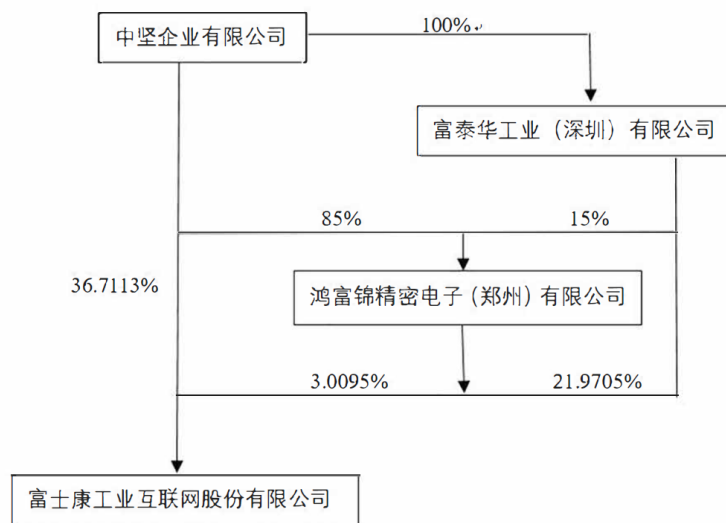 中坚企业有限公司
100%
富泰华工业（深圳）有限公司
85%
15%
36.7113%
鸿富锦精密电子（郑州）有限公司
3.0095%
21.9705%
富士康工业互联网股份有限公司